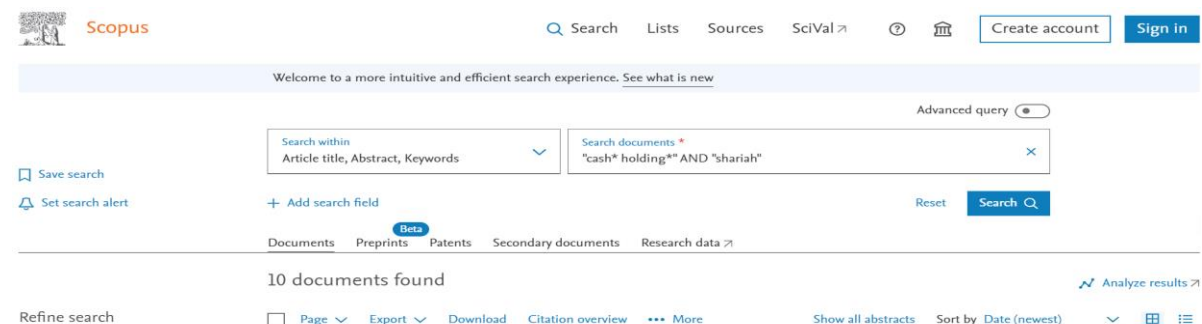 Scopus
Search Lists Sources SciVal Create account Sign in
Welcome to a more intuitive and efficient search experience. See what is new
Advanced query
Search within
Article title, Abstract, Keywords
Search documents *
"cash* holding*" AND "shariah"
Save search
Set search alert
+ Add search field
Reset Search
Beta
Documents Preprints Patents Secondary documents Research data
10 documents found
Analyze results
Refine search
Page Export Download Citation overview ••• More Show all abstracts Sort by Date (newest)